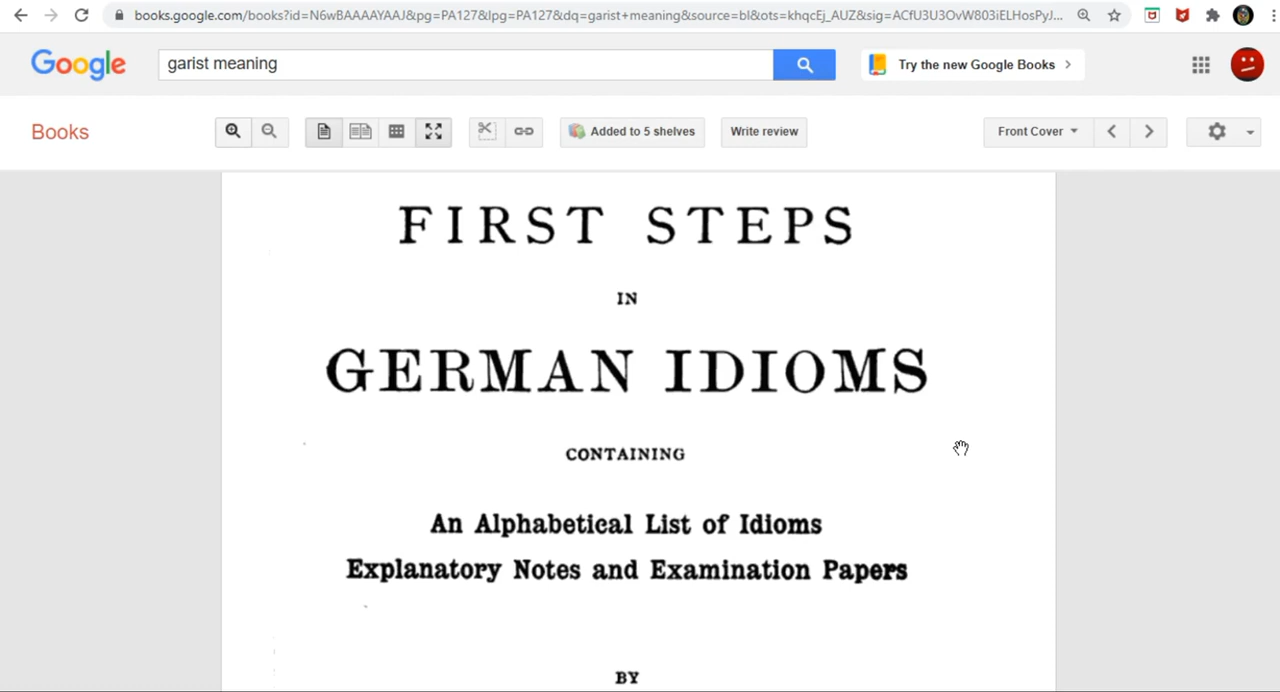 books.google.com/books?id=N6wBAAAAYAAJ&pg=PA127&lpg=PA127&dq=garist+meaning&source=bl&ots=khqcEj_AUZ&sig=ACfU3U3OvW803iELHosPyJ...
Google
garist meaning
Try the new Google Books
Books
Added to 5 shelves
Write review
Front Cover
FIRST STEPS
IN
GERMAN IDIOMS
CONTAINING
An Alphabetical List of Idioms
Explanatory Notes and Examination Papers
BY